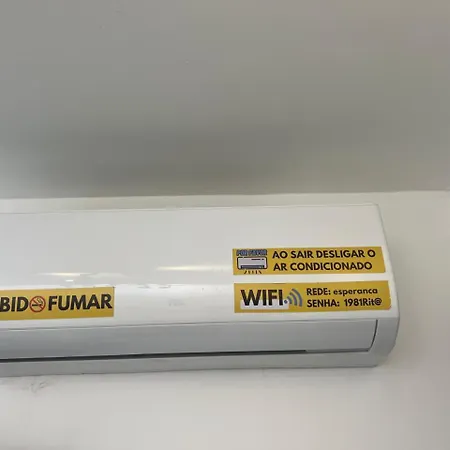 AO SAIR DESLIGAR O
AR CONDICIONADO
BIDO FUMAR
WIFI
REDE: esperanca
SENHA: 1981Rit@